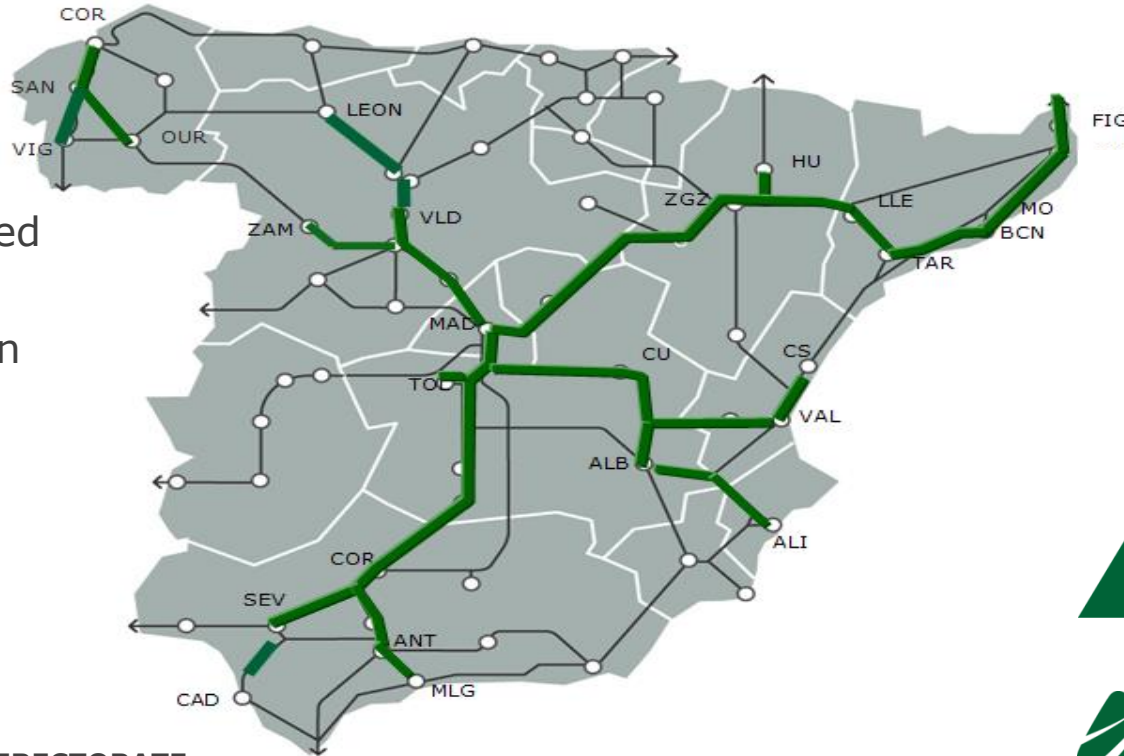 COR
SAN
LEON
FIG
OUR
VIG
HU
ed
ZGZ
LLE
MO
VLD
ZAM
BCN
TAR
MAD
n
CU
CS
TOL
VAL
ALB
ALI
COR
SEV
ANT
MLG
CAD